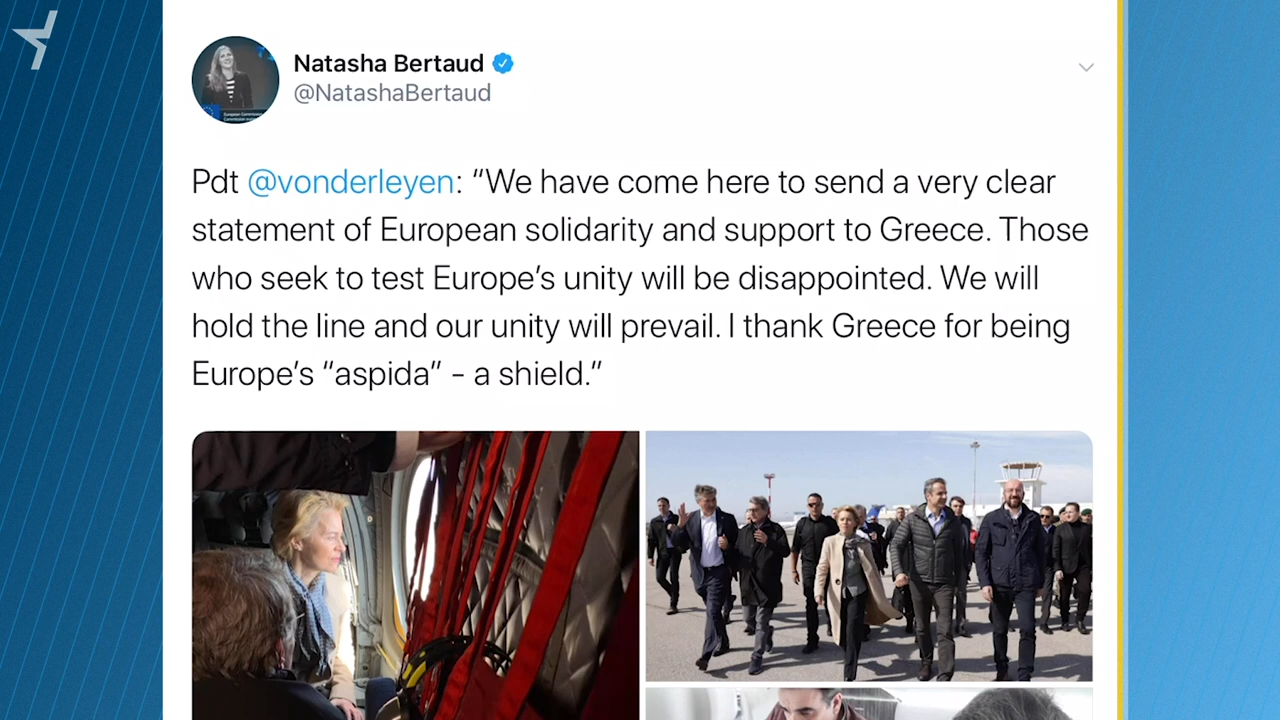 Natasha Bertaud
@NatashaBertaud
Pdt @vonderleyen: “We have come here to send a very clear
statement of European solidarity and support to Greece. Those
who seek to test Europe’s unity will be disappointed. We will
hold the line and our unity will prevail. I thank Greece for being
Europe’s “aspida” - a shield.”